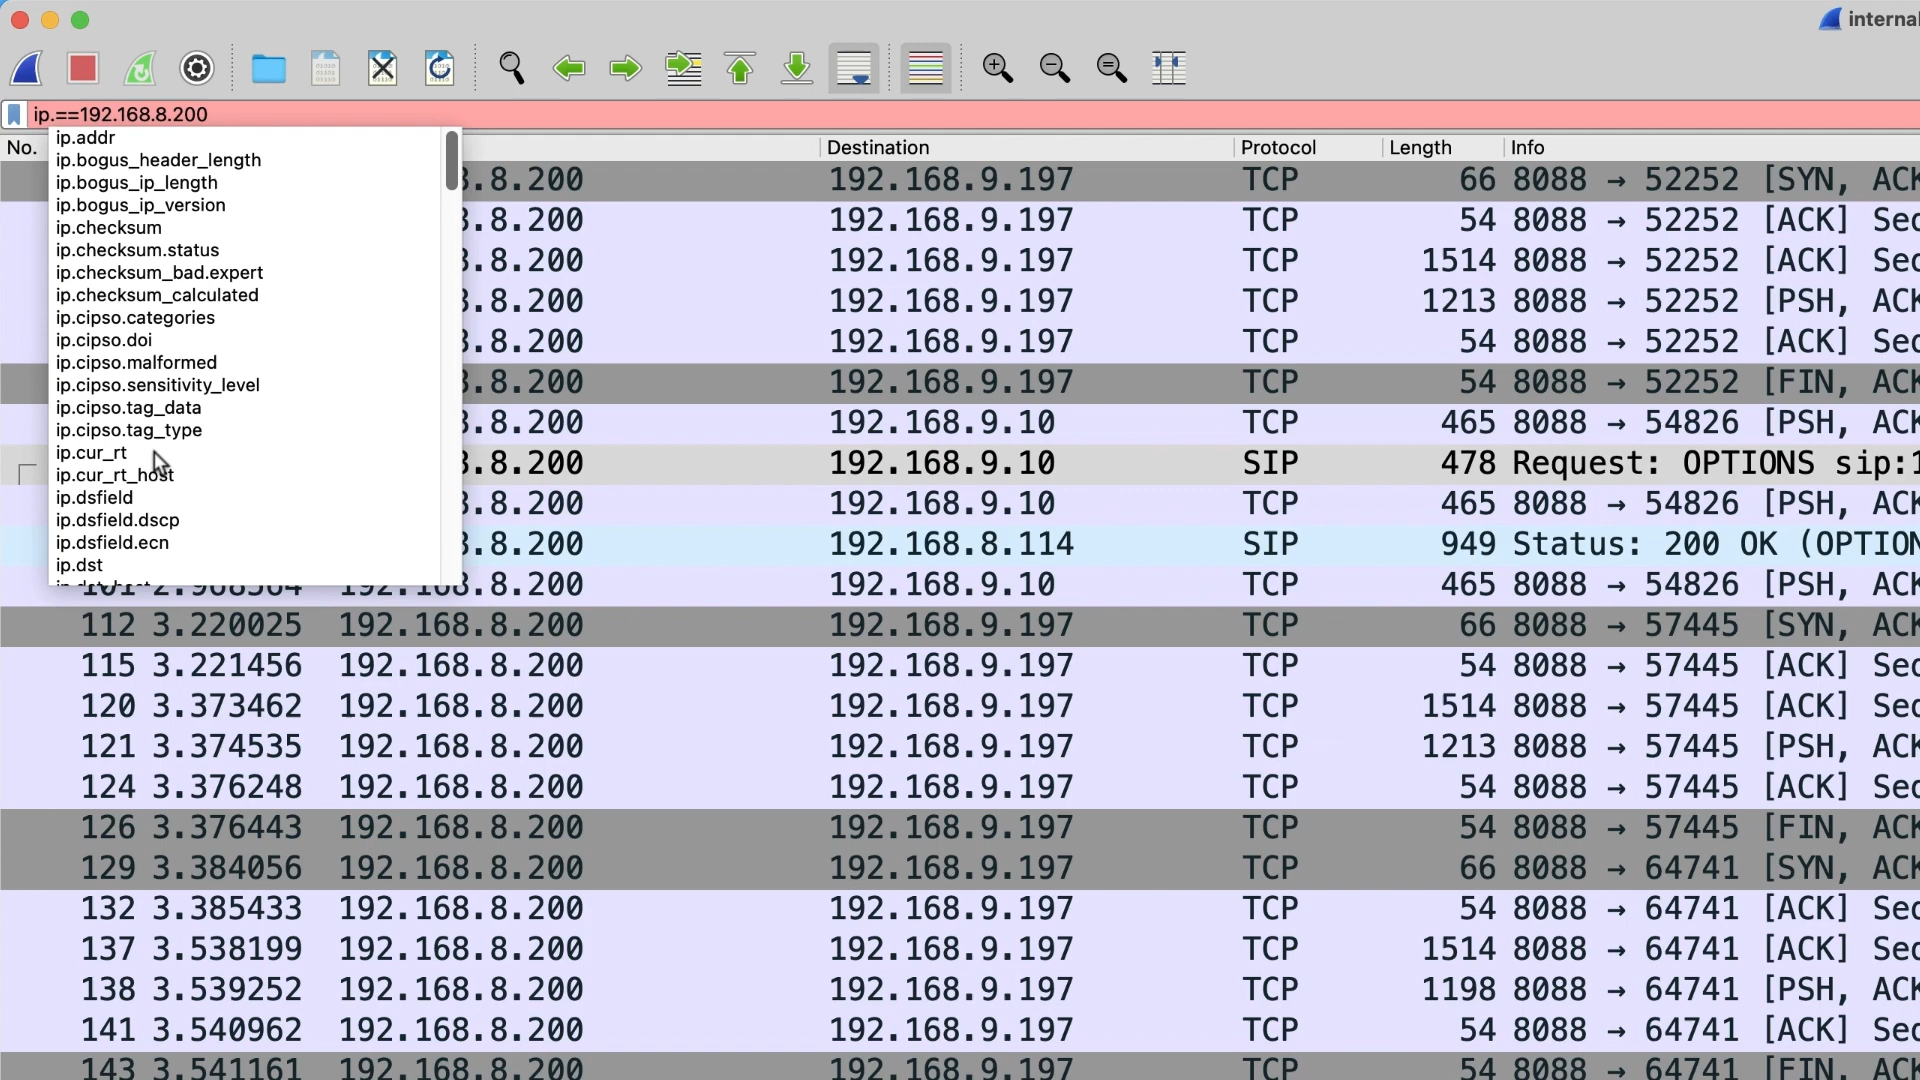 interna
ip.==192.168.8.200
ip.addr
ip.bogus_header_length
ip.bogus_ip_length
ip.bogus_ip_version
ip.checksum
ip.checksum.status
ip.checksum_bad.expert
ip.checksum_calculated
ip.cipso.categories
ip.cipso.doi
ip.cipso.malformed
ip.cipso.sensitivity_level
ip.cipso.tag_data
ip.cipso.tag_type
ip.cur_rt
ip.cur_rt_host
ip.dsfield
ip.dsfield.dscp
ip.dsfield.ecn
ip.dst
No. Destination Protocol Length Info
.8.200 192.168.9.197 TCP 66 8088 → 52252 [SYN, ACK
.8.200 192.168.9.197 TCP 54 8088 → 52252 [ACK] Sec
.8.200 192.168.9.197 TCP 1514 8088 → 52252 [ACK] Sec
.8.200 192.168.9.197 TCP 1213 8088 → 52252 [PSH, ACK
.8.200 192.168.9.197 TCP 54 8088 → 52252 [ACK] Sec
.8.200 192.168.9.197 TCP 54 8088 → 52252 [FIN, ACK
.8.200 192.168.9.10 TCP 465 8088 → 54826 [PSH, ACK
.8.200 192.168.9.10 SIP 478 Request: OPTIONS sip:1
.8.200 192.168.9.10 TCP 465 8088 → 54826 [PSH, ACK
.8.200 192.168.8.114 SIP 949 Status: 200 OK (OPTION
192.168.8.200 192.168.9.10 TCP 465 8088 → 54826 [PSH, ACK
112 3.220025 192.168.8.200 192.168.9.197 TCP 66 8088 → 57445 [SYN, ACK
115 3.221456 192.168.8.200 192.168.9.197 TCP 54 8088 → 57445 [ACK] Sec
120 3.373462 192.168.8.200 192.168.9.197 TCP 1514 8088 → 57445 [ACK] Sec
121 3.374535 192.168.8.200 192.168.9.197 TCP 1213 8088 → 57445 [PSH, ACK
124 3.376248 192.168.8.200 192.168.9.197 TCP 54 8088 → 57445 [ACK] Sec
126 3.376443 192.168.8.200 192.168.9.197 TCP 54 8088 → 57445 [FIN, ACK
129 3.384056 192.168.8.200 192.168.9.197 TCP 66 8088 → 64741 [SYN, ACK
132 3.385433 192.168.8.200 192.168.9.197 TCP 54 8088 → 64741 [ACK] Sec
137 3.538199 192.168.8.200 192.168.9.197 TCP 1514 8088 → 64741 [ACK] Sec
138 3.539252 192.168.8.200 192.168.9.197 TCP 1198 8088 → 64741 [PSH, ACK
141 3.540962 192.168.8.200 192.168.9.197 TCP 54 8088 → 64741 [ACK] Sec
143 3.541161 192.168.8.200 192.168.9.197 TCP 54 8088 → 64741 [FIN, ACK